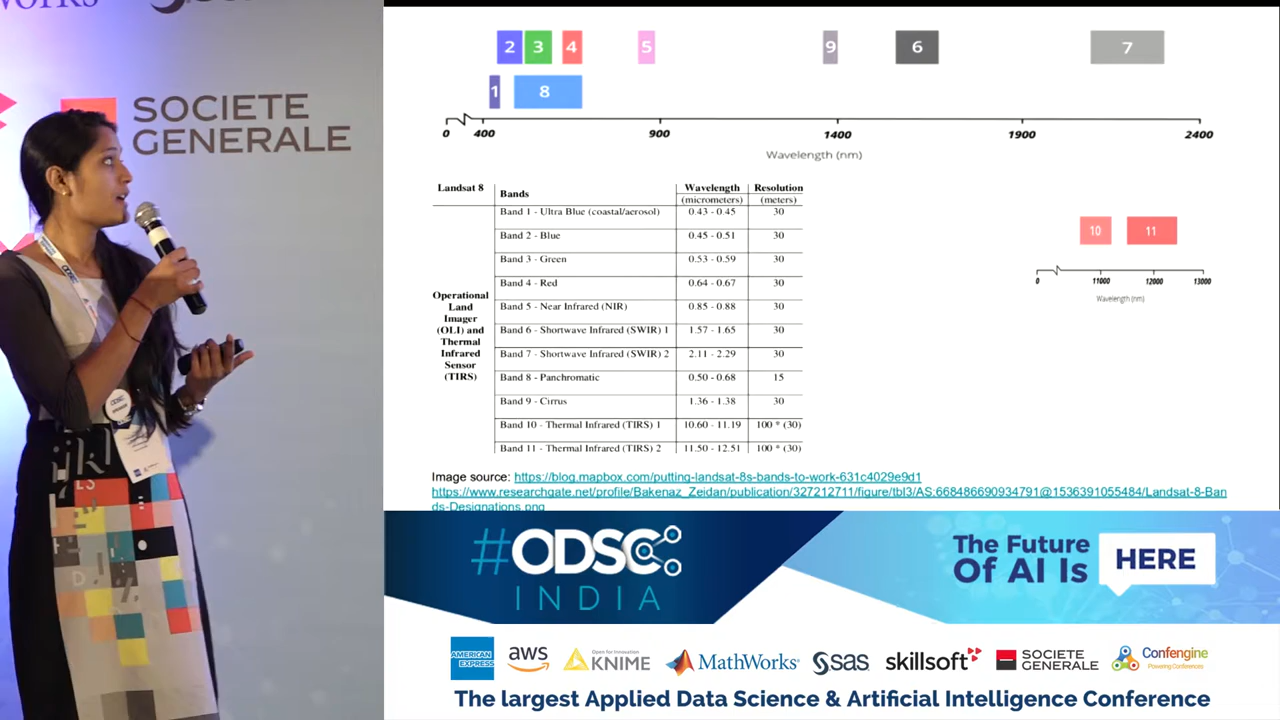 SOCIETE
GENERALE
2 3 4 5 9 6 7
1 8
0 400 900 1400 1900 2400
Wavelength (nm)
Landsat 8 Bands Wavelength Resolution
(micrometers) (meters)
Band 1 - Ultra Blue (coastal/aerosol) 0.43 - 0.45 30
Band 2 - Blue 0.45 - 0.51 30
Band 3 - Green 0.53 - 0.59 30
Band 4 - Red 0.64 - 0.67 30
Band 5 - Near Infrared (NIR) 0.85 - 0.88 30
Band 6 - Shortwave Infrared (SWIR) 1 1.57 - 1.65 30
Band 7 - Shortwave Infrared (SWIR) 2 2.11 - 2.29 30
Band 8 - Panchromatic 0.50 - 0.68 15
Band 9 - Cirrus 1.36 - 1.38 30
Band 10 - Thermal Infrared (TIRS) 1 10.60 - 11.19 100 * (30)
Band 11 - Thermal Infrared (TIRS) 2 11.50 - 12.51 100 * (30)
Operational
Land
Imager
(OLI) and
Thermal
Infrared
Sensor
(TIRS)
10 11
0 11000 12000 13000
Wavelength (nm)
Image source: https://blog.mapbox.com/putting-landsat-8s-bands-to-work-631c4029e9d1
https://www.researchgate.net/profile/Bakenaz_Zeidan/publication/327212711/figure/tbl3/AS:668486690934791@1536391055484/Landsat-8-Ban
ds-Designations.png
#ODSC
INDIA
The Future
Of AI Is HERE
AMERICAN
EXPRESS
aws
Open for Innovation
KNIME
MathWorks
sas
skillsoft
SOCIETE
GENERALE
Confengine
Powering Conferences
The largest Applied Data Science & Artificial Intelligence Conference